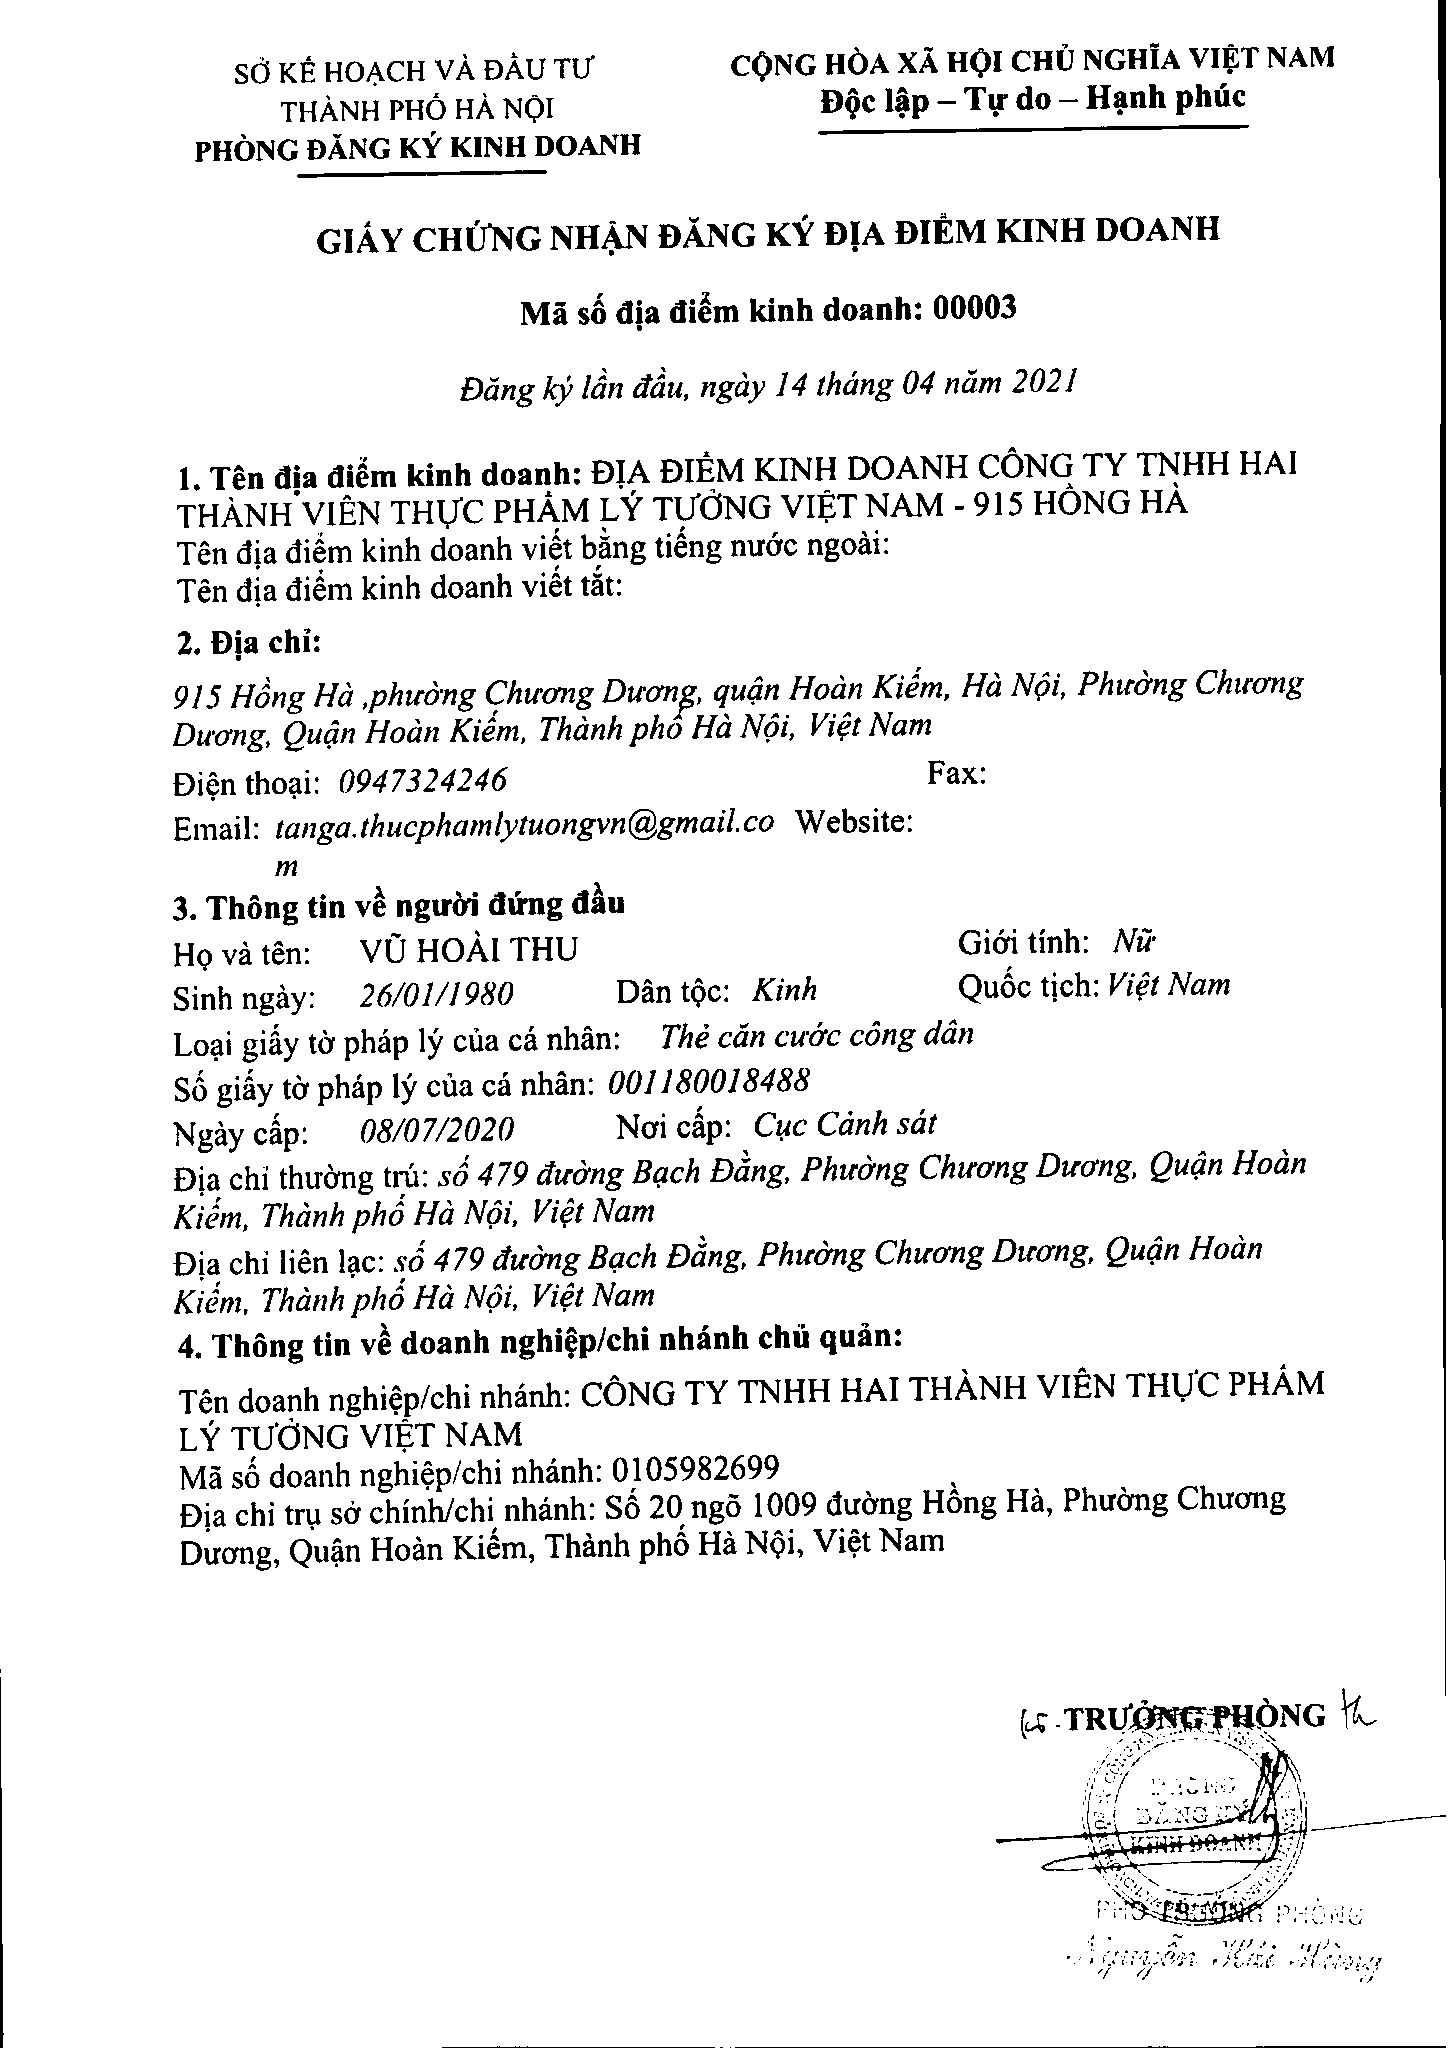 SỞ KẾ HOẠCH VÀ ĐẦU TƯ
THÀNH PHỐ HÀ NỘI
PHÒNG ĐĂNG KÝ KINH DOANH
CỘNG HÒA XÃ HỘI CHỦ NGHĨA VIỆT NAM
Độc lập – Tự do – Hạnh phúc
GIẤY CHỨNG NHẬN ĐĂNG KÝ ĐỊA ĐIỂM KINH DOANH
Mã số địa điểm kinh doanh: 00003
Đăng ký lần đầu, ngày 14 tháng 04 năm 2021
1. Tên địa điểm kinh doanh: ĐỊA ĐIỂM KINH DOANH CÔNG TY TNHH HAI
THÀNH VIÊN THỰC PHẨM LÝ TƯỞNG VIỆT NAM - 915 HỒNG HÀ
Tên địa điểm kinh doanh viết bằng tiếng nước ngoài:
Tên địa điểm kinh doanh viết tắt:
2. Địa chỉ:
915 Hồng Hà ,phường Chương Dương, quận Hoàn Kiếm, Hà Nội, Phường Chương
Dương, Quận Hoàn Kiếm, Thành phố Hà Nội, Việt Nam
Điện thoại: 0947324246 Fax:
Email: tanga.thucphamlytuongvn@gmail.co Website:
m
3. Thông tin về người đứng đầu
Họ và tên: VŨ HOÀI THU Giới tính: Nữ
Sinh ngày: 26/01/1980 Dân tộc: Kinh Quốc tịch: Việt Nam
Loại giấy tờ pháp lý của cá nhân: Thẻ căn cước công dân
Số giấy tờ pháp lý của cá nhân: 001180018488
Ngày cấp: 08/07/2020 Nơi cấp: Cục Cảnh sát
Địa chỉ thường trú: số 479 đường Bạch Đằng, Phường Chương Dương, Quận Hoàn
Kiếm, Thành phố Hà Nội, Việt Nam
Địa chỉ liên lạc: số 479 đường Bạch Đằng, Phường Chương Dương, Quận Hoàn
Kiếm, Thành phố Hà Nội, Việt Nam
4. Thông tin về doanh nghiệp/chi nhánh chủ quản:
Tên doanh nghiệp/chi nhánh: CÔNG TY TNHH HAI THÀNH VIÊN THỰC PHẨM
LÝ TƯỞNG VIỆT NAM
Mã số doanh nghiệp/chi nhánh: 0105982699
Địa chỉ trụ sở chính/chi nhánh: Số 20 ngõ 1009 đường Hồng Hà, Phường Chương
Dương, Quận Hoàn Kiếm, Thành phố Hà Nội, Việt Nam
TRƯỞNG PHÒNG
PHÒNG
ĐĂNG KÝ
KINH DOANH
PHÓ TRƯỞNG PHÒNG
Nguyễn Hải Hùng